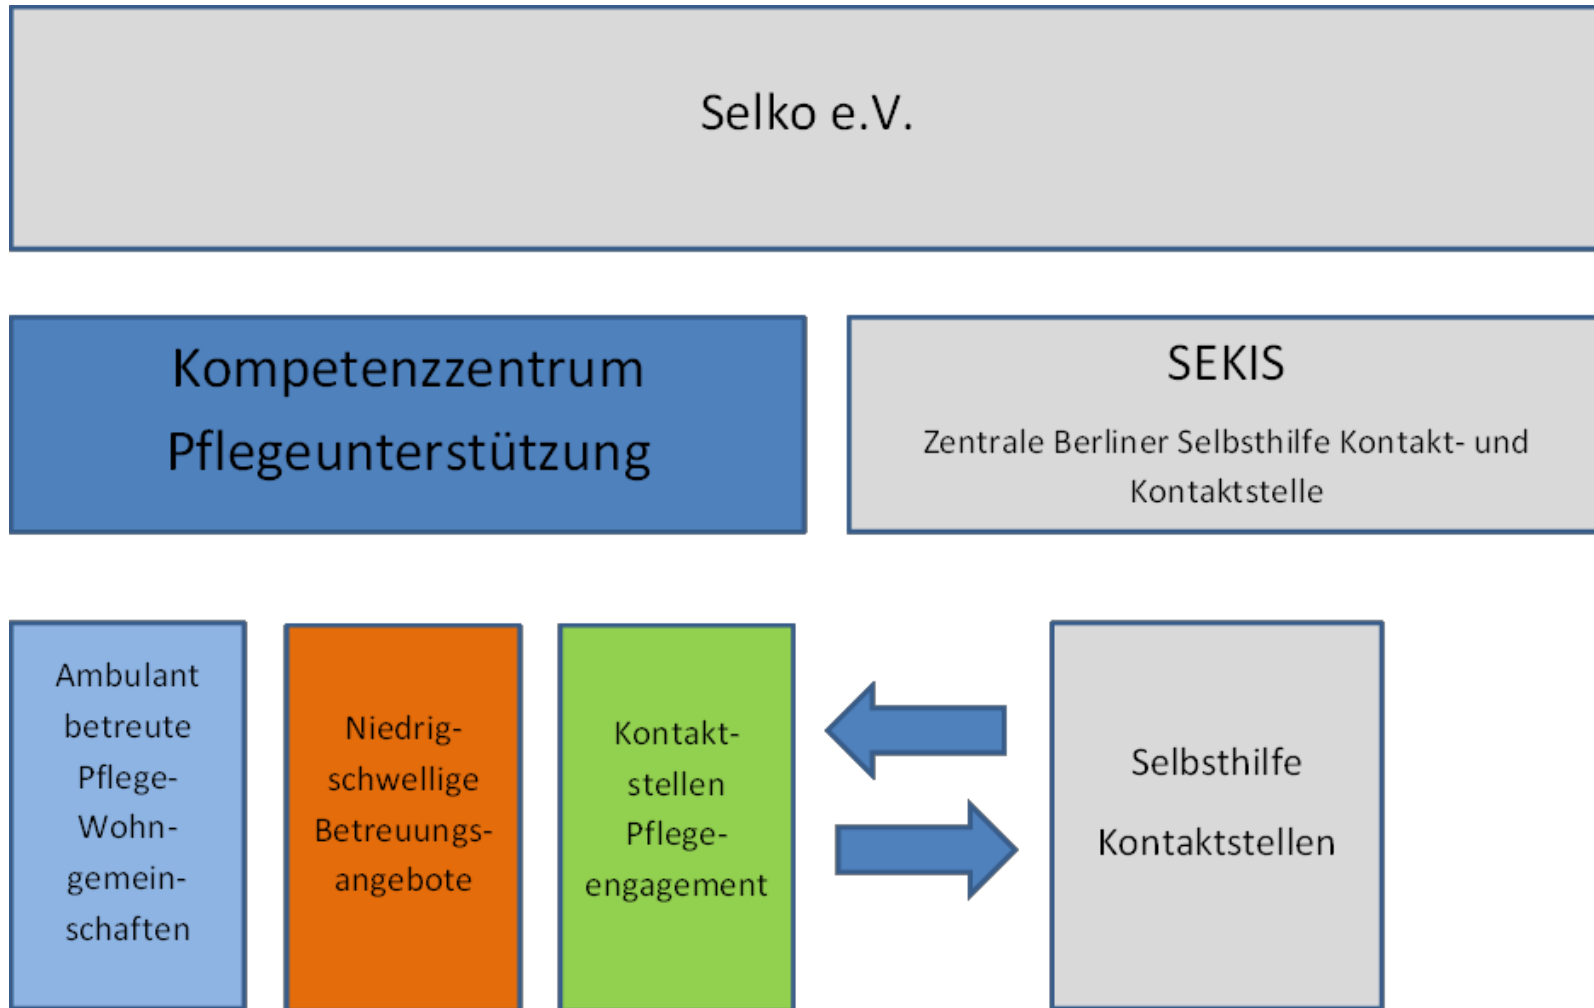 Selko e.V.
Kompetenzzentrum
Pflegeunterstützung
SEKIS
Zentrale Berliner Selbsthilfe Kontakt- und
Kontaktstelle
Ambulant
betreute
Pflege-
Wohn-
gemein-
schaften
Niedrig-
schwellige
Betreuungs-
angebote
Kontakt-
stellen
Pflege-
engagement
Selbsthilfe
Kontaktstellen